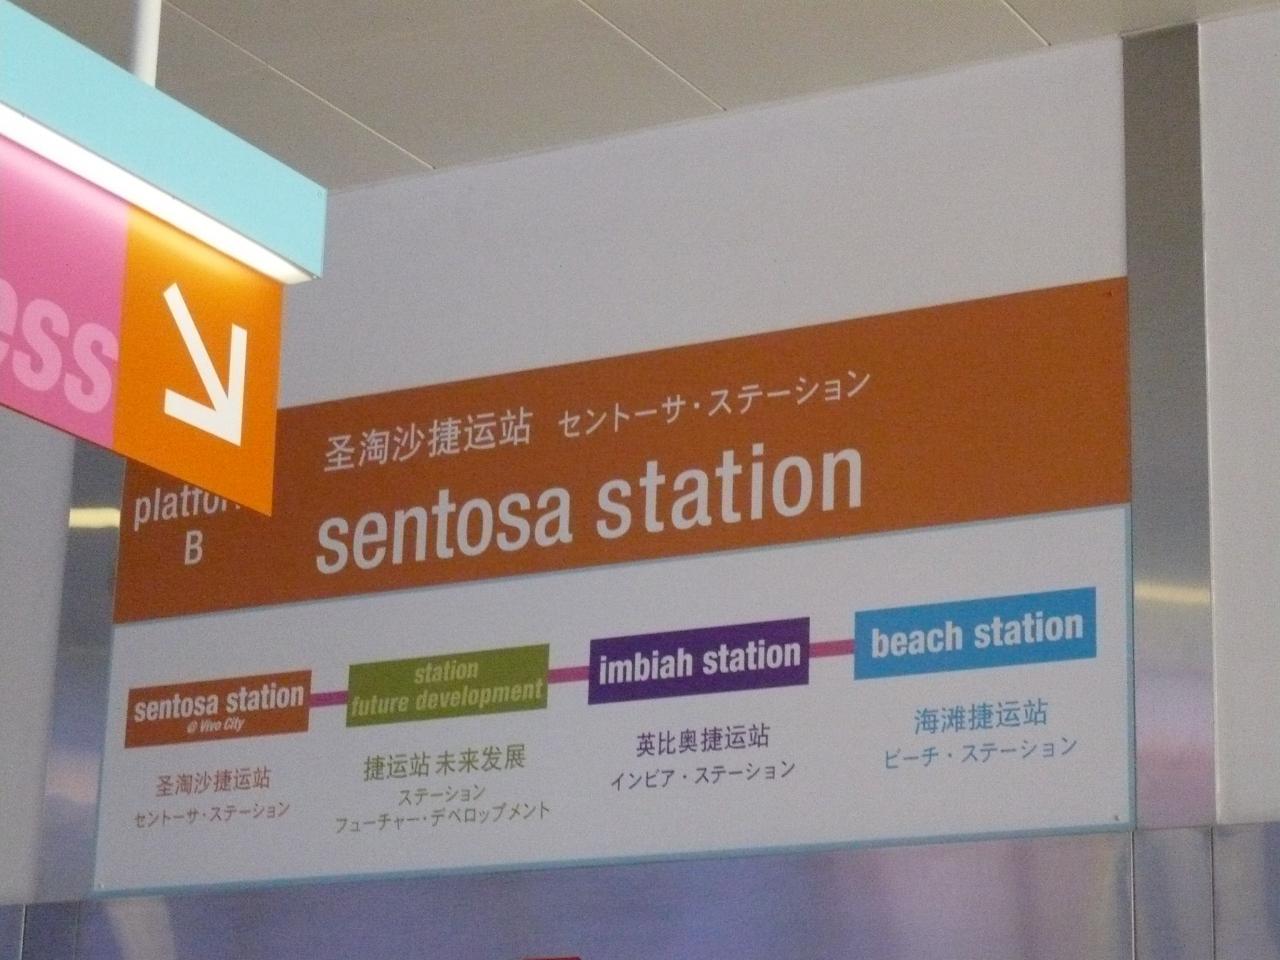 圣淘沙捷运站 セントーサ・ステーション
B
sentosa station
sentosa station
@ Vivo City
圣淘沙捷运站
セントーサ・ステーション
station
future development
捷运站 未来发展
ステーション
フューチャー・デベロップメント
imbiah station
英比奥捷运站
インビア・ステーション
beach station
海滩捷运站
ビーチ・ステーション